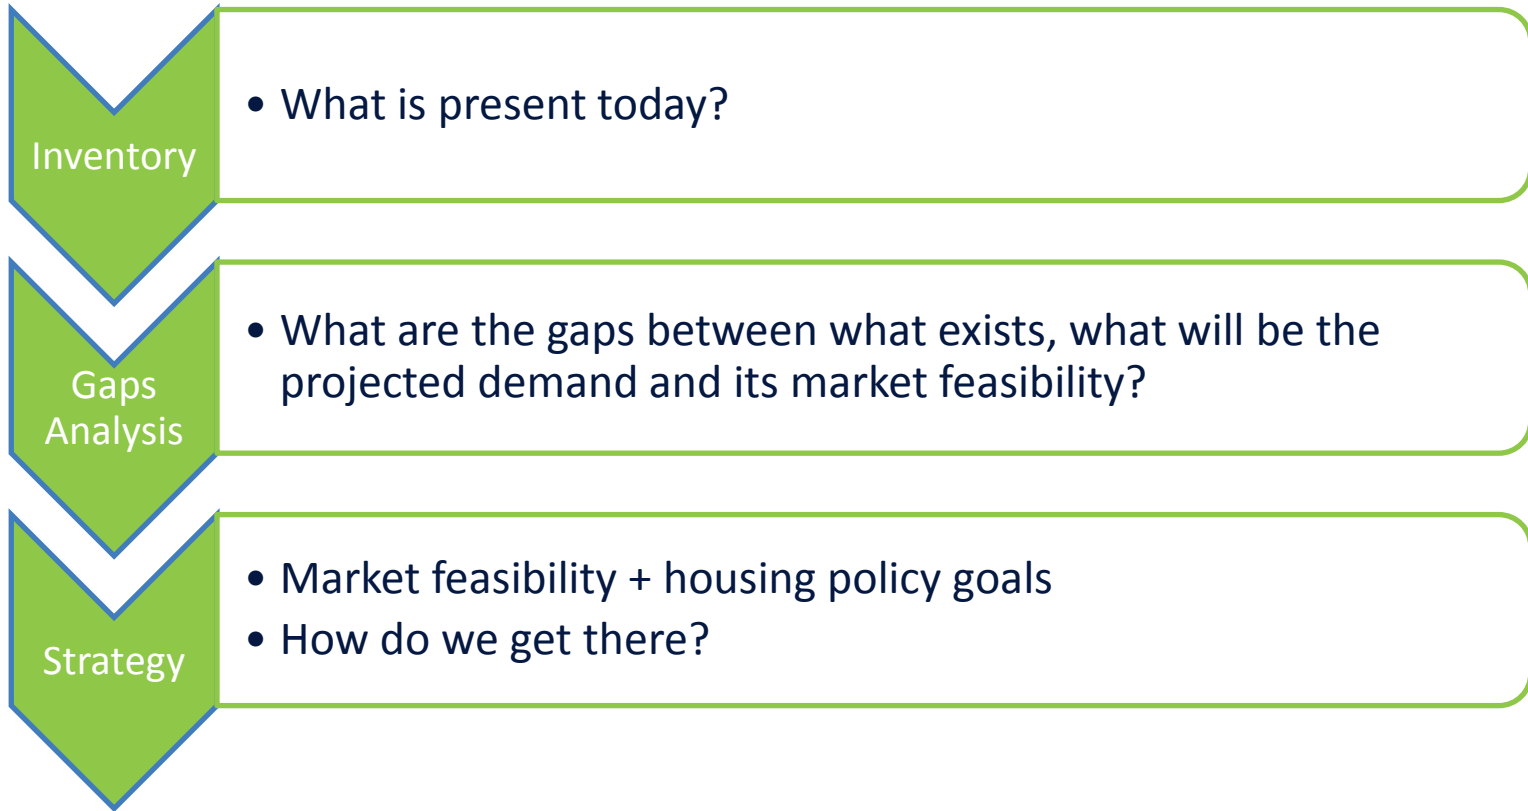 Inventory
• What is present today?
Gaps
Analysis
• What are the gaps between what exists, what will be the
projected demand and its market feasibility?
Strategy
• Market feasibility + housing policy goals
• How do we get there?